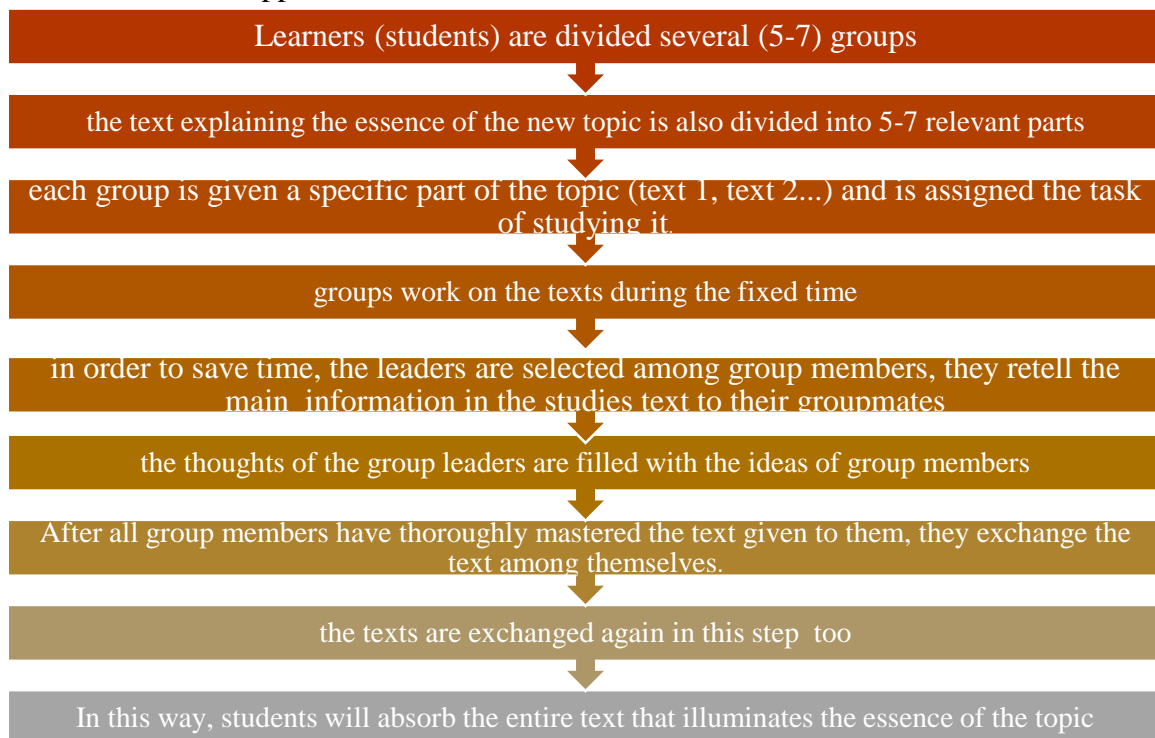 Learners (students) are divided several (5-7) groups
the text explaining the essence of the new topic is also divided into 5-7 relevant parts
each group is given a specific part of the topic (text 1, text 2...) and is assigned the task
of studying it.
groups work on the texts during the fixed time
in order to save time, the leaders are selected among group members, they retell the
main information in the studies text to their groupmates
the thoughts of the group leaders are filled with the ideas of group members
After all group members have thoroughly mastered the text given to them, they exchange the
text among themselves.
the texts are exchanged again in this step too
In this way, students will absorb the entire text that illuminates the essence of the topic